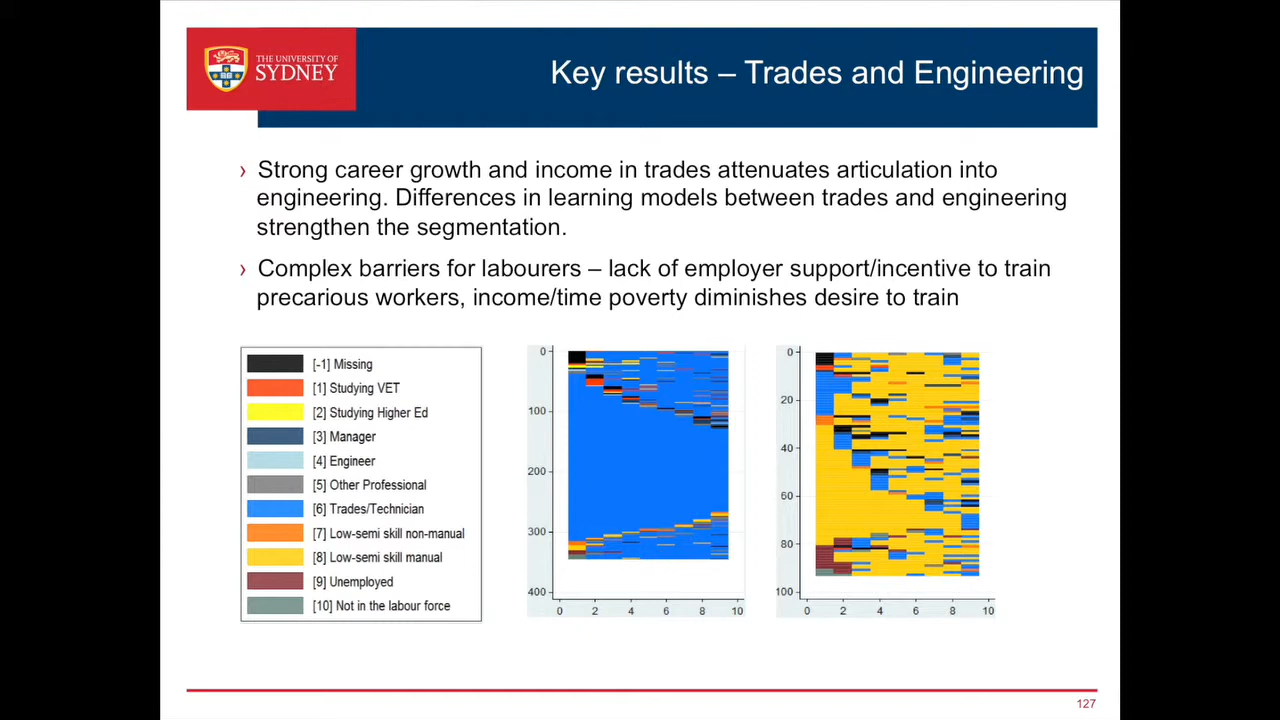 THE UNIVERSITY OF
SYDNEY
Key results – Trades and Engineering
› Strong career growth and income in trades attenuates articulation into
engineering. Differences in learning models between trades and engineering
strengthen the segmentation.
› Complex barriers for labourers – lack of employer support/incentive to train
precarious workers, income/time poverty diminishes desire to train
[-1] Missing
[1] Studying VET
[2] Studying Higher Ed
[3] Manager
[4] Engineer
[5] Other Professional
[6] Trades/Technician
[7] Low-semi skill non-manual
[8] Low-semi skill manual
[9] Unemployed
[10] Not in the labour force
0
100
200
300
400
0 2 4 6 8 10
0
20
40
60
80
100
0 2 4 6 8 10
127